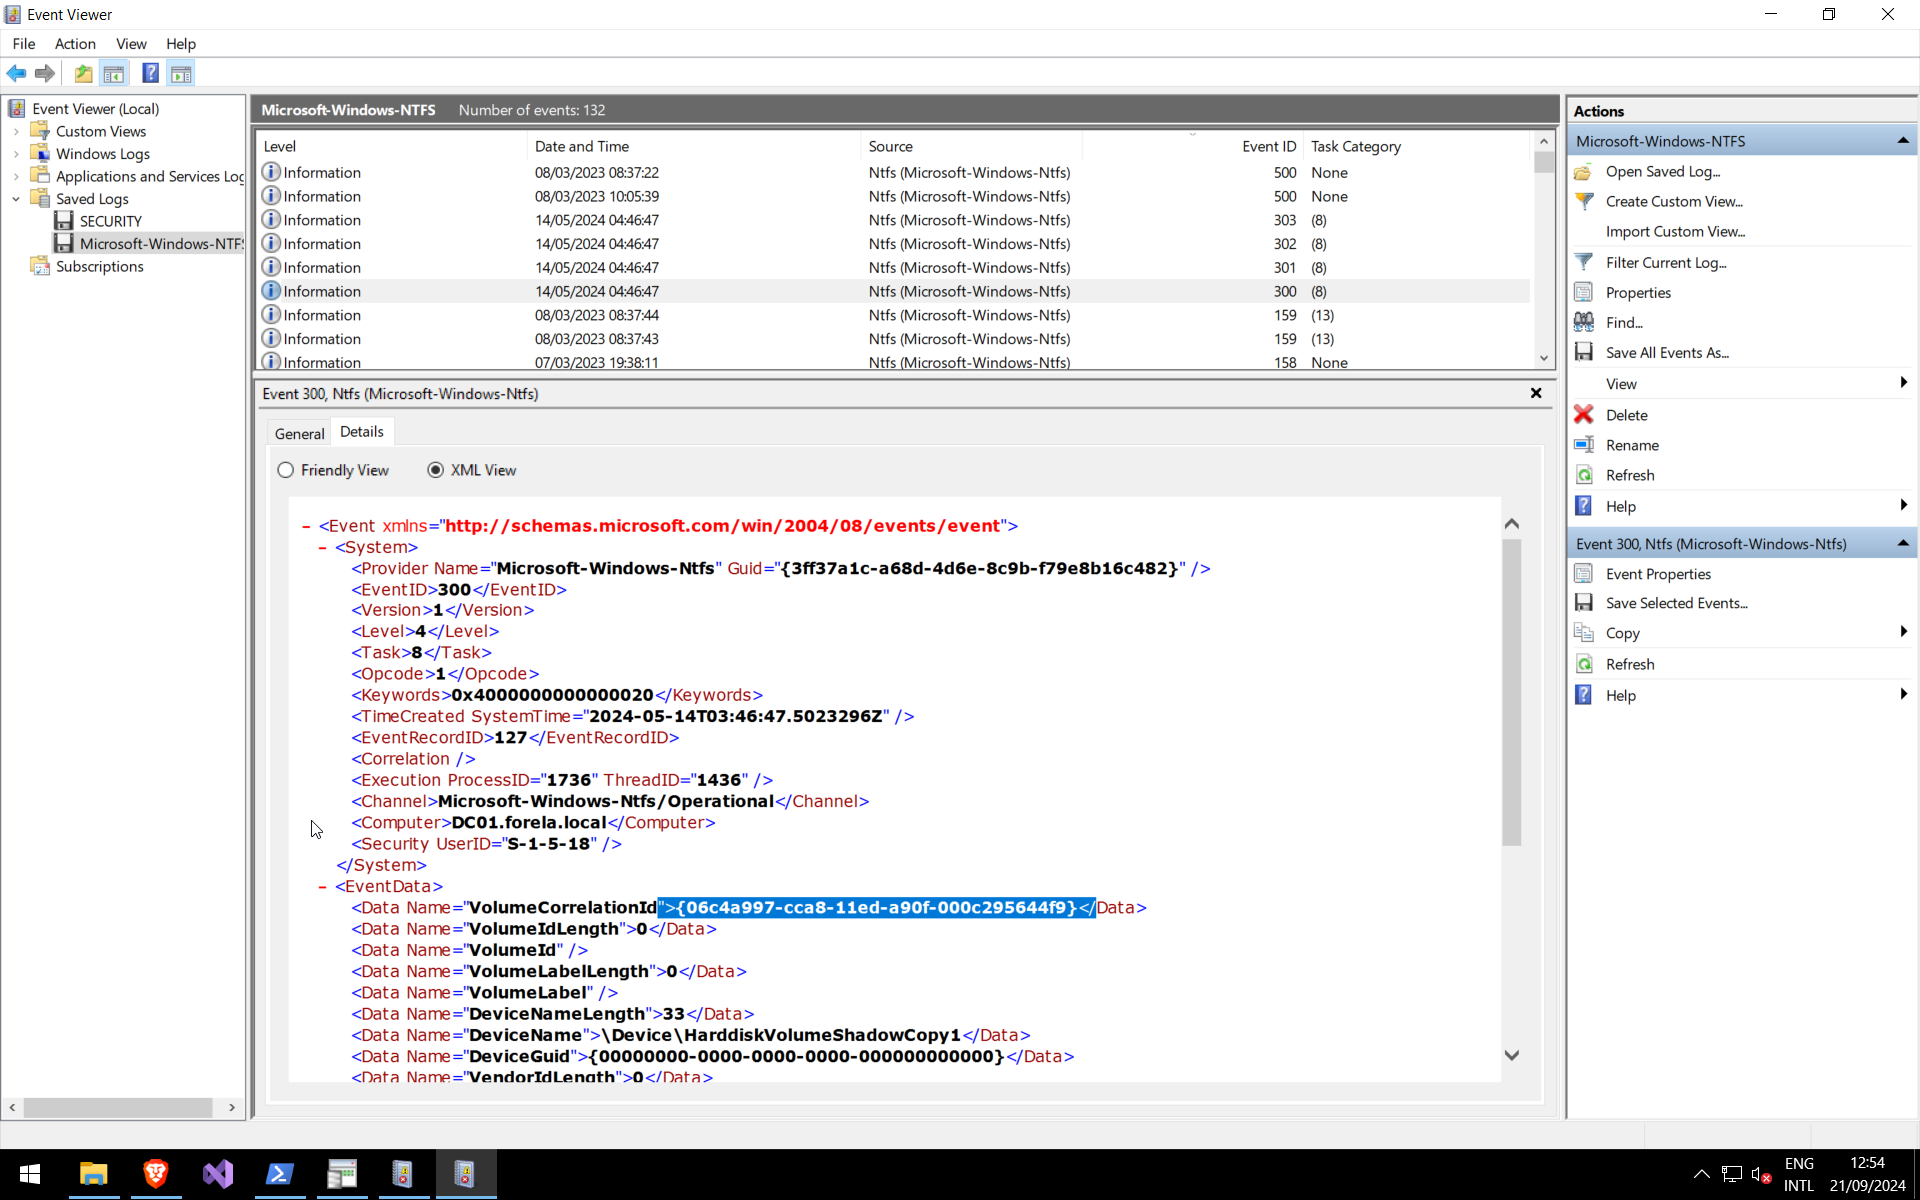 Event Viewer
File Action View Help
Event Viewer (Local)
Custom Views
Windows Logs
Applications and Services Log
Saved Logs
SECURITY
Microsoft-Windows-NTFS
Subscriptions
Microsoft-Windows-NTFS Number of events: 132
Level Date and Time Source Event ID Task Category
Information 08/03/2023 08:37:22 Ntfs (Microsoft-Windows-Ntfs) 500 None
Information 08/03/2023 10:05:39 Ntfs (Microsoft-Windows-Ntfs) 500 None
Information 14/05/2024 04:46:47 Ntfs (Microsoft-Windows-Ntfs) 303 (8)
Information 14/05/2024 04:46:47 Ntfs (Microsoft-Windows-Ntfs) 302 (8)
Information 14/05/2024 04:46:47 Ntfs (Microsoft-Windows-Ntfs) 301 (8)
Information 14/05/2024 04:46:47 Ntfs (Microsoft-Windows-Ntfs) 300 (8)
Information 08/03/2023 08:37:44 Ntfs (Microsoft-Windows-Ntfs) 159 (13)
Information 08/03/2023 08:37:43 Ntfs (Microsoft-Windows-Ntfs) 159 (13)
Information 07/03/2023 19:38:11 Ntfs (Microsoft-Windows-Ntfs) 158 None
Event 300, Ntfs (Microsoft-Windows-Ntfs)
General Details
Friendly View XML View
- <Event xmlns="http://schemas.microsoft.com/win/2004/08/events/event">
- <System>
<Provider Name="Microsoft-Windows-Ntfs" Guid="{3ff37a1c-a68d-4d6e-8c9b-f79e8b16c482}" />
<EventID>300</EventID>
<Version>1</Version>
<Level>4</Level>
<Task>8</Task>
<Opcode>1</Opcode>
<Keywords>0x4000000000000020</Keywords>
<TimeCreated SystemTime="2024-05-14T03:46:47.5023296Z" />
<EventRecordID>127</EventRecordID>
<Correlation />
<Execution ProcessID="1736" ThreadID="1436" />
<Channel>Microsoft-Windows-Ntfs/Operational</Channel>
<Computer>DC01.forela.local</Computer>
<Security UserID="S-1-5-18" />
</System>
- <EventData>
<Data Name="VolumeCorrelationId">{06c4a997-cca8-11ed-a90f-000c295644f9}</Data>
<Data Name="VolumeIdLength">0</Data>
<Data Name="VolumeId" />
<Data Name="VolumeLabelLength">0</Data>
<Data Name="VolumeLabel" />
<Data Name="DeviceNameLength">33</Data>
<Data Name="DeviceName">\Device\HarddiskVolumeShadowCopy1</Data>
<Data Name="DeviceGuid">{00000000-0000-0000-0000-000000000000}</Data>
<Data Name="VendorIdLength">0</Data>
Actions
Microsoft-Windows-NTFS
Open Saved Log...
Create Custom View...
Import Custom View...
Filter Current Log...
Properties
Find...
Save All Events As...
View
Delete
Rename
Refresh
Help
Event 300, Ntfs (Microsoft-Windows-Ntfs)
Event Properties
Save Selected Events...
Copy
Refresh
Help
ENG 12:54
INTL 21/09/2024